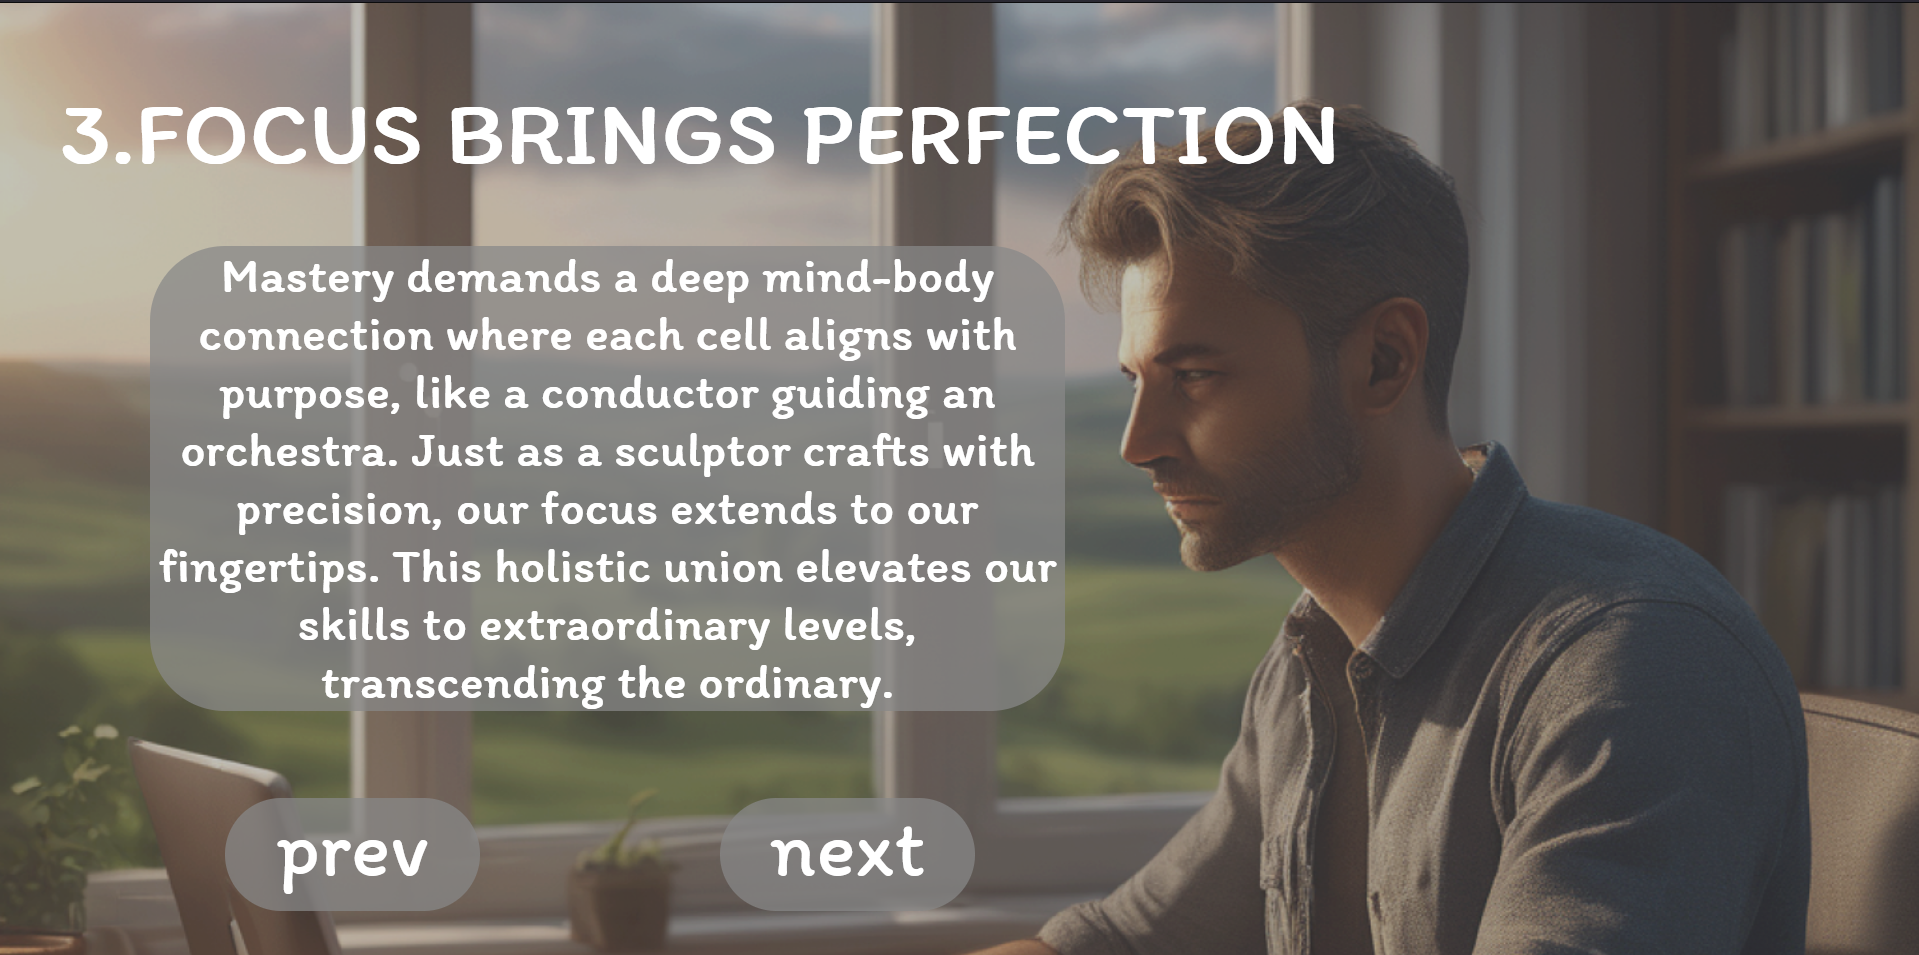 3.FOCUS BRINGS PERFECTION
Mastery demands a deep mind-body
connection where each cell aligns with
purpose, like a conductor guiding an
orchestra. Just as a sculptor crafts with
precision, our focus extends to our
fingertips. This holistic union elevates our
skills to extraordinary levels,
transcending the ordinary.
prev
next